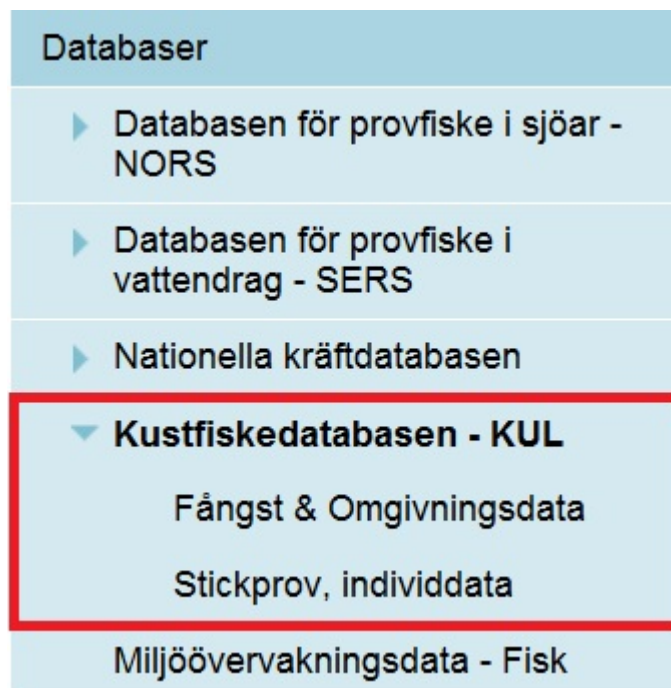 Databaser
Databasen för provfiske i sjöar -
NORS
Databasen för provfiske i
vattendrag - SERS
Nationella kräftdatabasen
Kustfiskedatabasen - KUL
Fångst & Omgivningsdata
Stickprov, individdata
Miljöövervakningsdata - Fisk